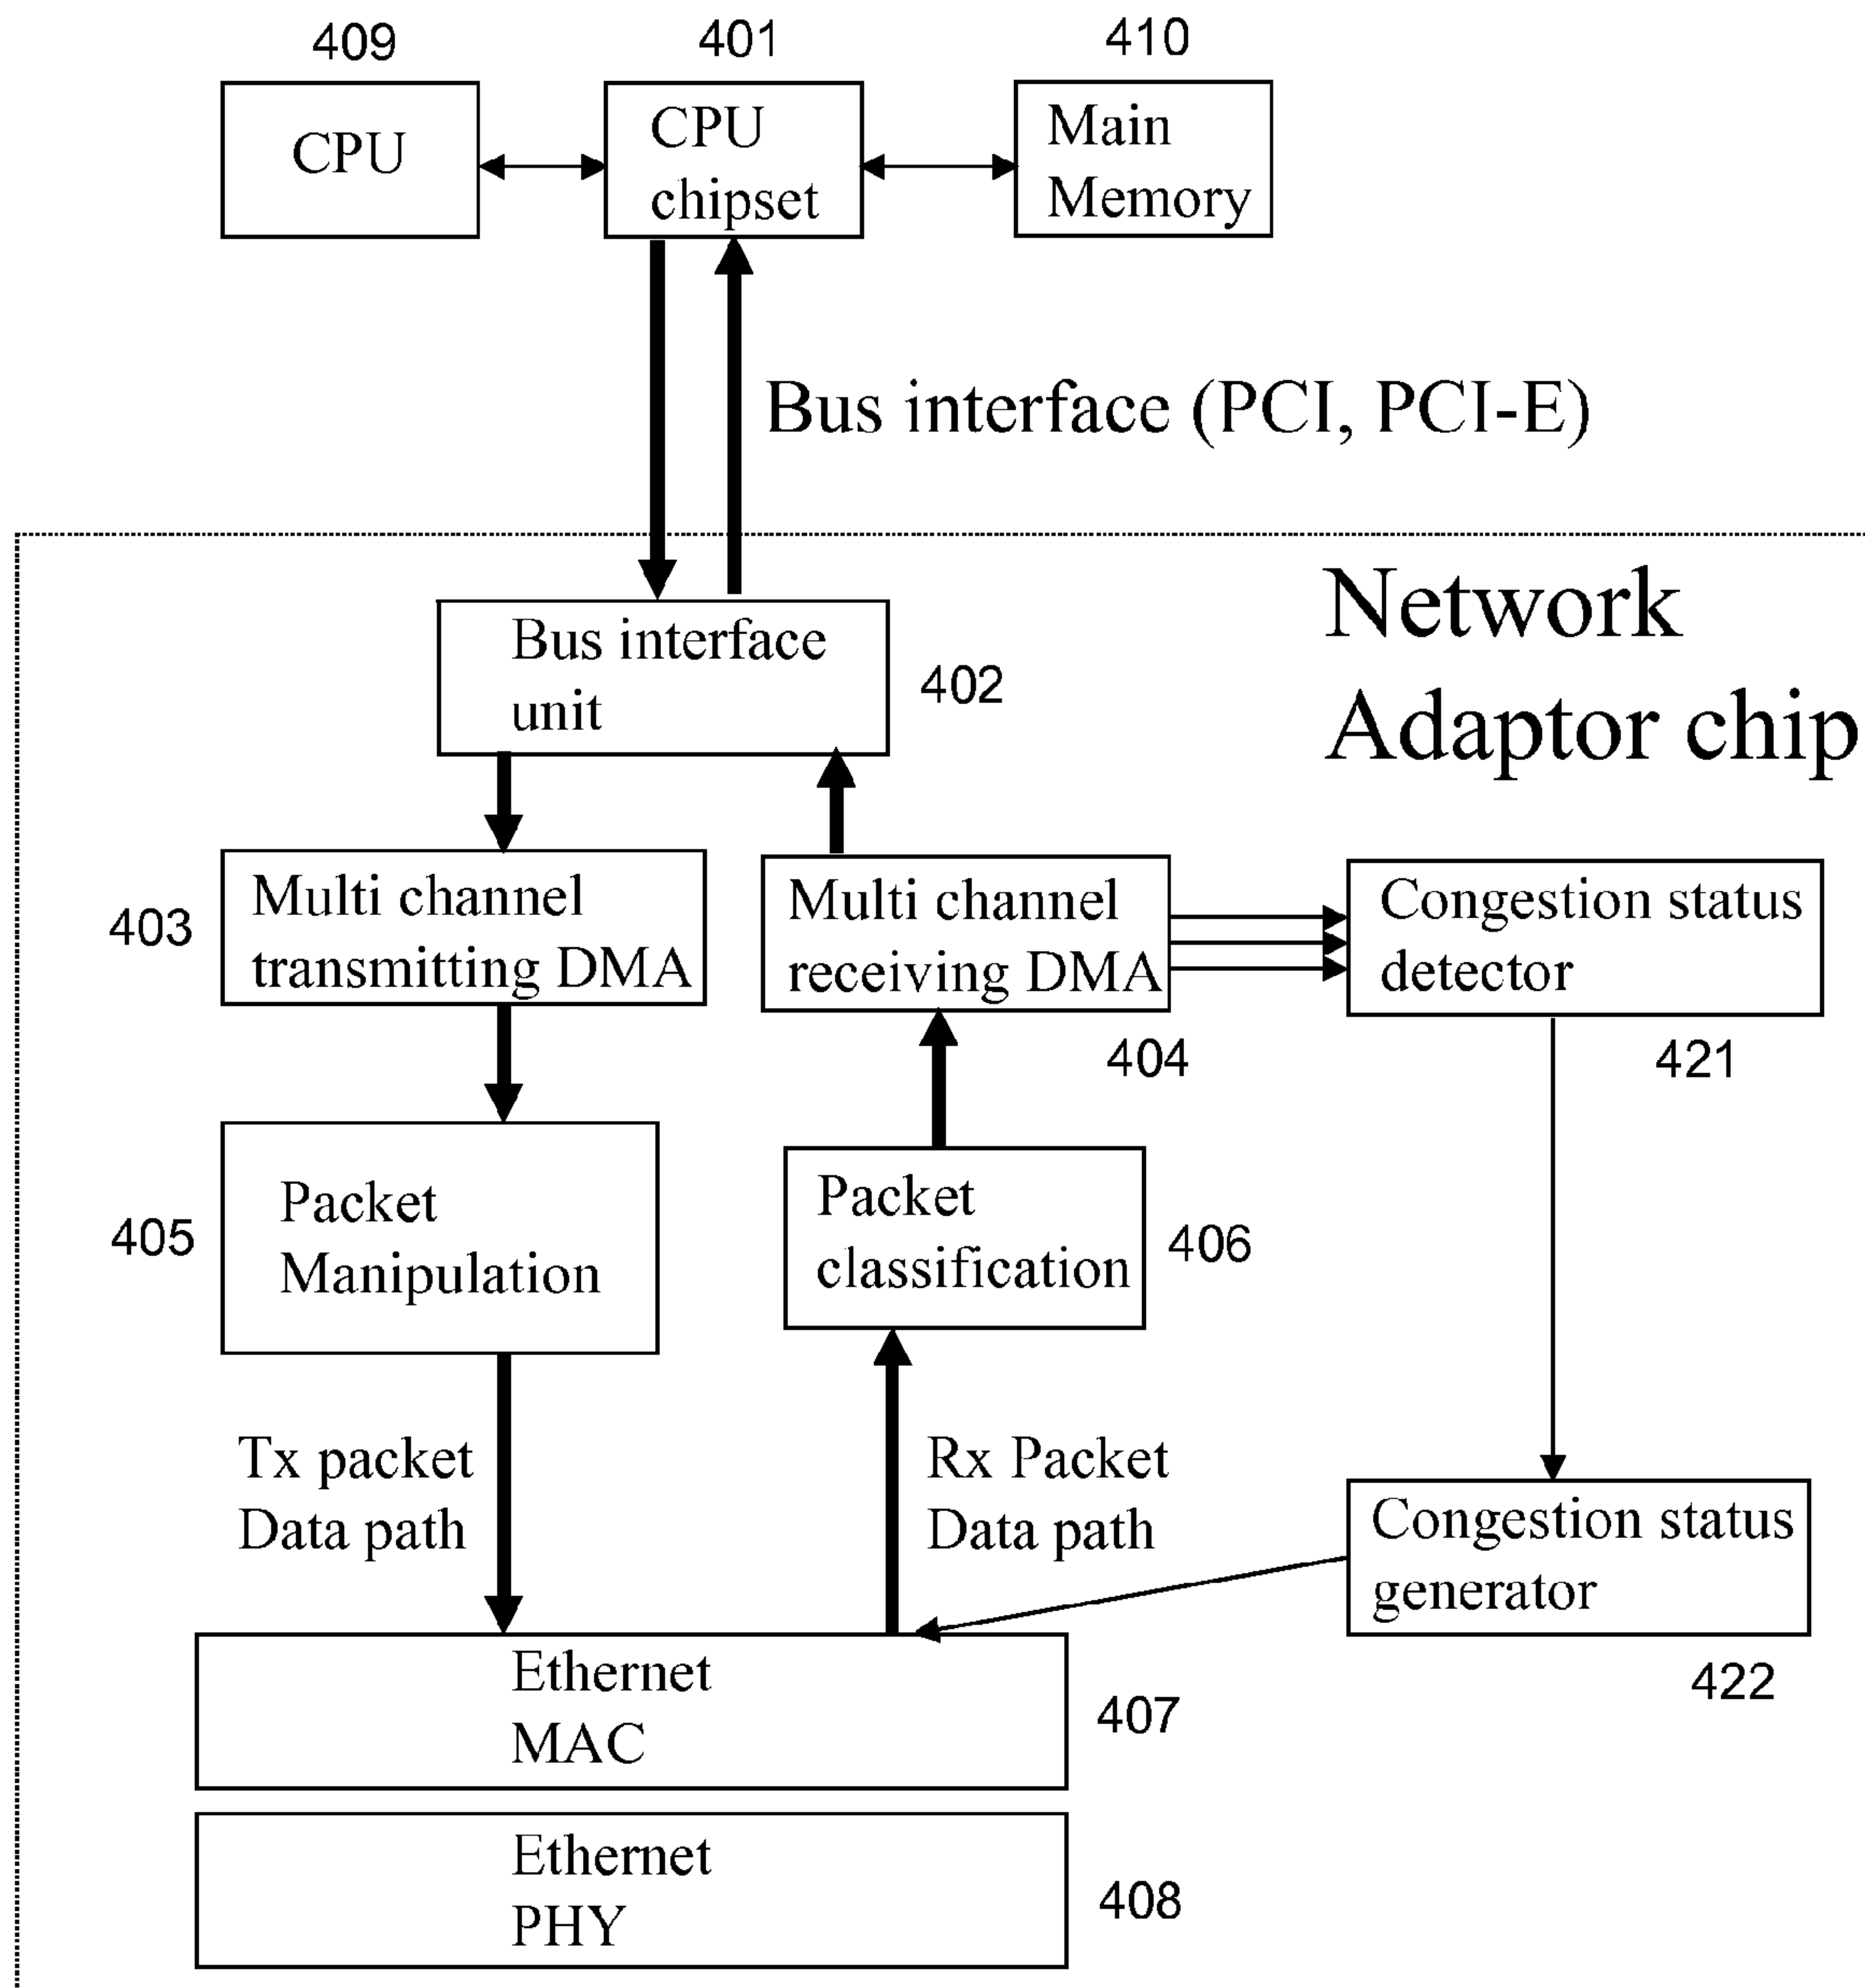 409
401
410
CPU
CPU
chipset
Main
Memory
Bus interface (PCI, PCI-E)
Network
Adaptor chip
Bus interface
unit
402
403
Multi channel
transmitting DMA
Multi channel
receiving DMA
404
Congestion status
detector
421
405
Packet
Manipulation
Packet
classification
406
Tx packet
Data path
Rx Packet
Data path
Congestion status
generator
422
Ethernet
MAC
407
Ethernet
PHY
408